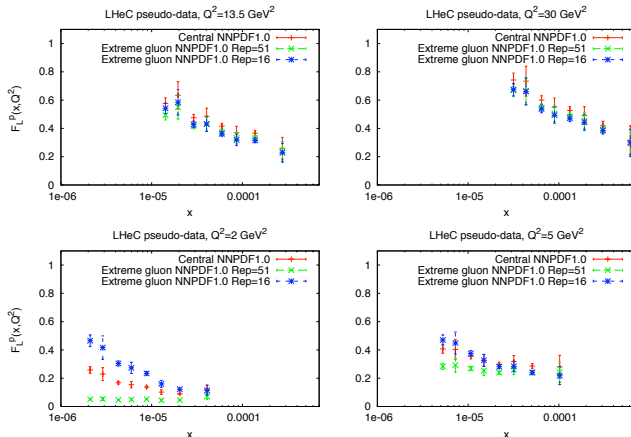 LHeC pseudo-data, Q²=13.5 GeV²
Central NNPDF1.0
Extreme gluon NNPDF1.0 Rep=51
Extreme gluon NNPDF1.0 Rep=16
F_L^p(x,Q²)
1
0.8
0.6
0.4
0.2
0
1e-06 1e-05 0.0001
x
LHeC pseudo-data, Q²=30 GeV²
Central NNPDF1.0
Extreme gluon NNPDF1.0 Rep=51
Extreme gluon NNPDF1.0 Rep=16
1
0.8
0.6
0.4
0.2
0
1e-06 1e-05 0.0001
x
LHeC pseudo-data, Q²=2 GeV²
Central NNPDF1.0
Extreme gluon NNPDF1.0 Rep=51
Extreme gluon NNPDF1.0 Rep=16
F_L^p(x,Q²)
1
0.8
0.6
0.4
0.2
0
1e-06 1e-05 0.0001
x
LHeC pseudo-data, Q²=5 GeV²
Central NNPDF1.0
Extreme gluon NNPDF1.0 Rep=51
Extreme gluon NNPDF1.0 Rep=16
1
0.8
0.6
0.4
0.2
0
1e-06 1e-05 0.0001
x